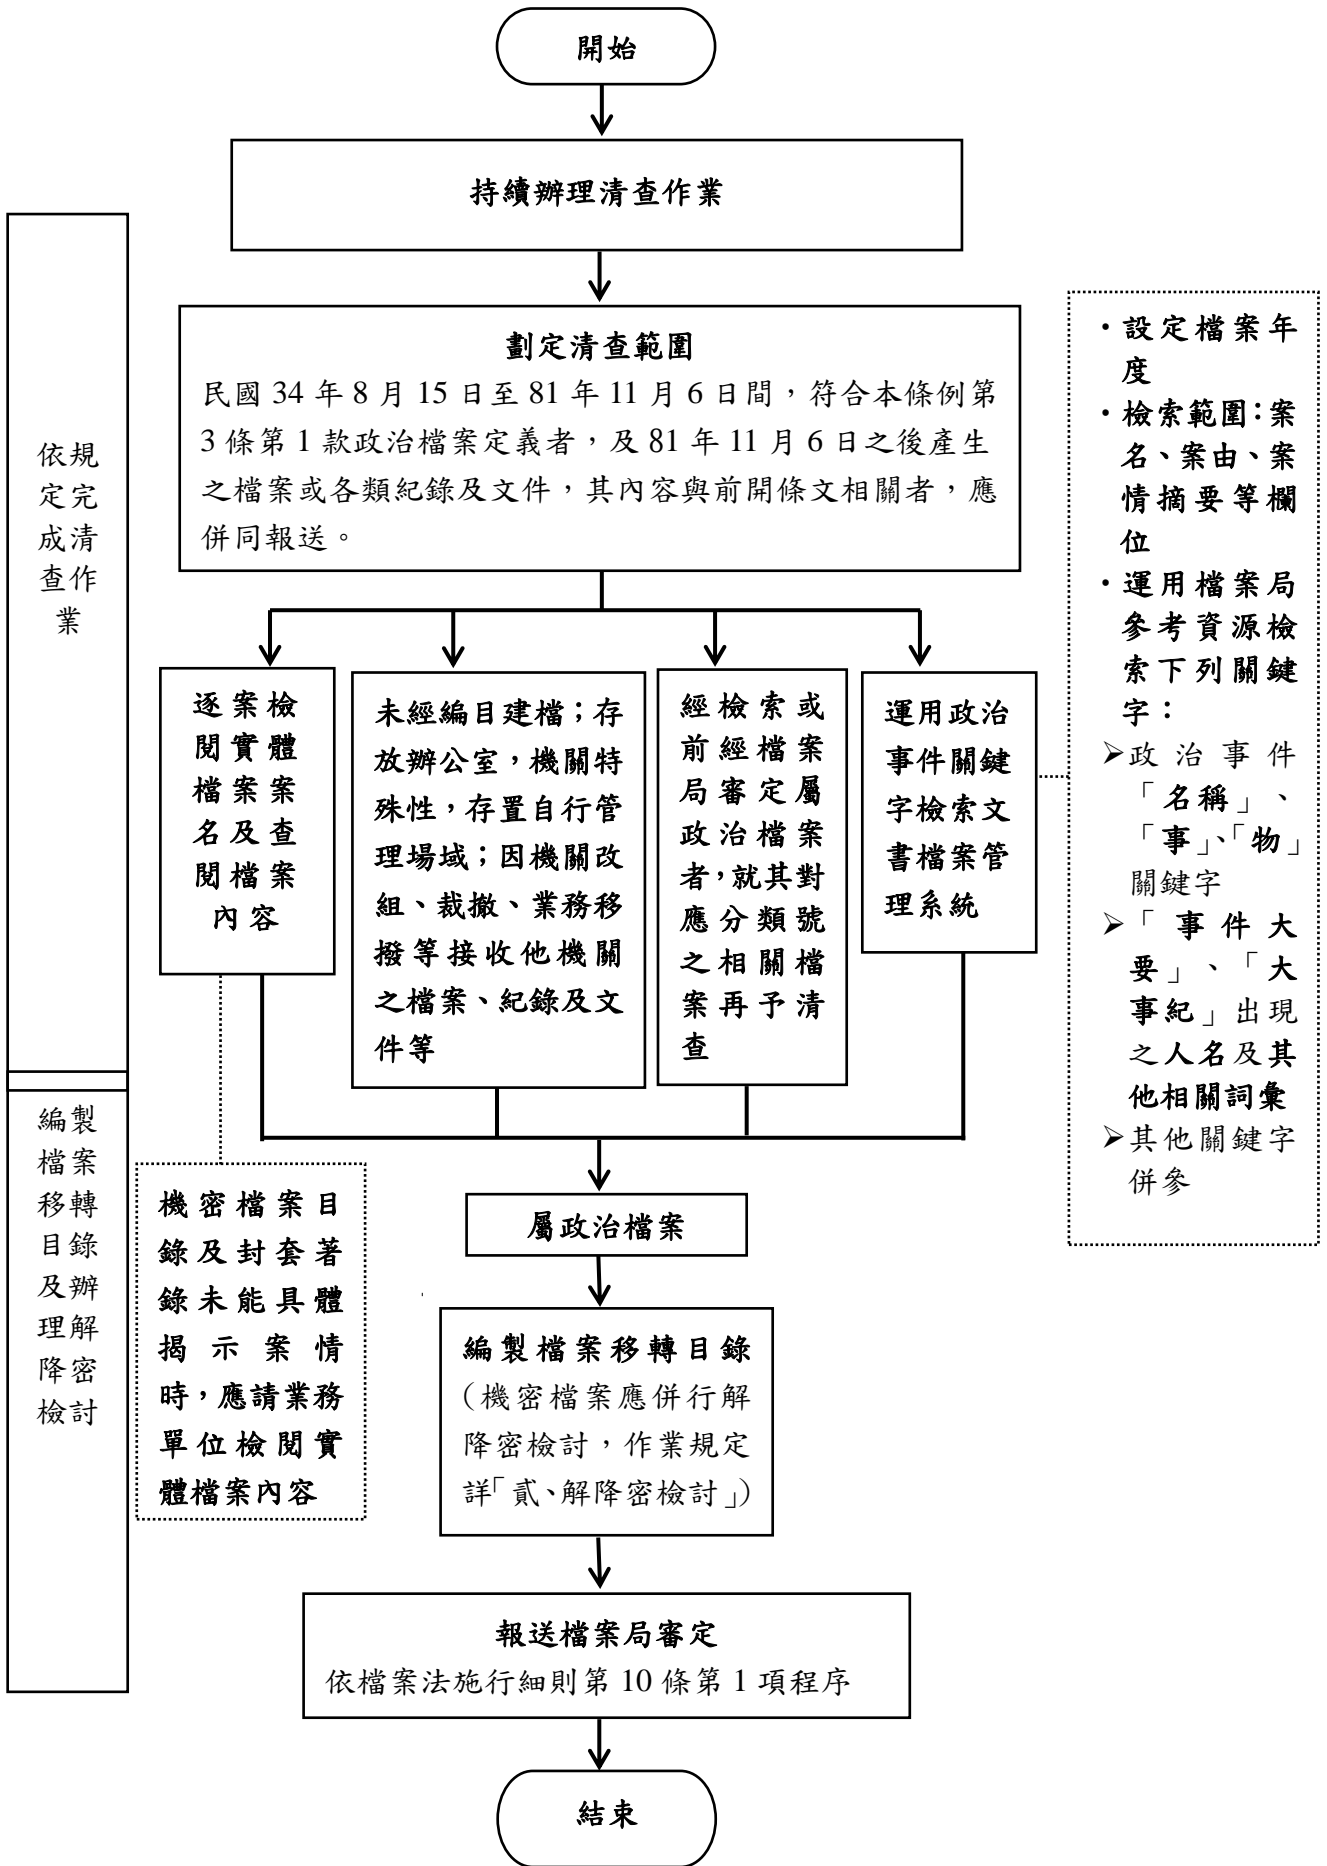 開始
持續辦理清查作業
依規
定完
成清
查作
業
劃定清查範圍
民國 34 年 8 月 15 日至 81 年 11 月 6 日間，符合本條例第
3 條第 1 款政治檔案定義者，及 81 年 11 月 6 日之後產生
之檔案或各類紀錄及文件，其內容與前開條文相關者，應
併同報送。
逐案檢
閱實體
檔案案
名及查
閱檔案
內容
未經編目建檔；存
放辦公室，機關特
殊性，存置自行管
理場域；因機關改
組、裁撤、業務移
撥等接收他機關
之檔案、紀錄及文
件等
經檢索或
前經檔案
局審定屬
政治檔案
者，就其對
應分類號
之相關檔
案再予清
查
運用政治
事件關鍵
字檢索文
書檔案管
理系統
・設定檔案年
度
・檢索範圍：案
名、案由、案
情摘要等欄
位
・運用檔案局
參考資源檢
索下列關鍵
字：
➢政治事件
「名稱」、
「事」、「物」
關鍵字
➢「事件大
要」、「大
事紀」出現
之人名及其
他相關詞彙
➢其他關鍵字
併參
編製
檔案
移轉
目錄
及辦
理解
降密
檢討
機密檔案目
錄及封套著
錄未能具體
揭示案情
時，應請業務
單位檢閱實
體檔案內容
屬政治檔案
編製檔案移轉目錄
（機密檔案應併行解
降密檢討，作業規定
詳「貳、解降密檢討」）
報送檔案局審定
依檔案法施行細則第 10 條第 1 項程序
結束